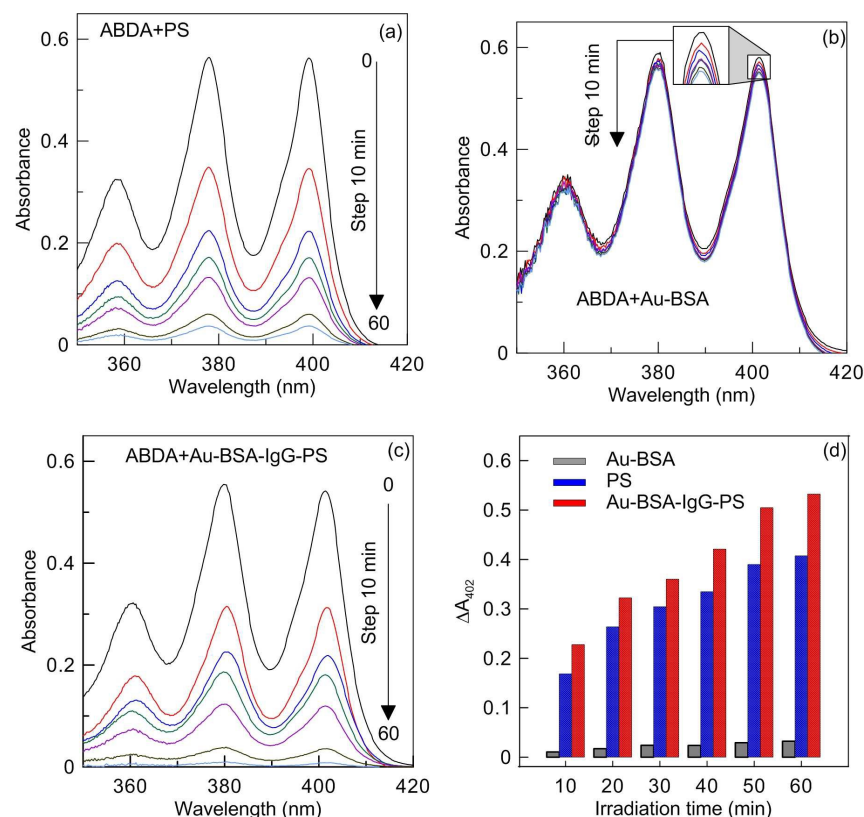 ABDA+PS
(a)
0
Step 10 min
60
Absorbance
0.6
0.4
0.2
0
360 380 400 420
Wavelength (nm)
(b)
Step 10 min
ABDA+Au-BSA
Absorbance
0.6
0.4
0.2
0
360 380 400 420
Wavelength (nm)
ABDA+Au-BSA-IgG-PS
(c)
0
Step 10 min
60
Absorbance
0.6
0.4
0.2
0
360 380 400 420
Wavelength (nm)
(d)
Au-BSA
PS
Au-BSA-IgG-PS
ΔA402
0.6
0.5
0.4
0.3
0.2
0.1
0
10 20 30 40 50 60
Irradiation time (min)